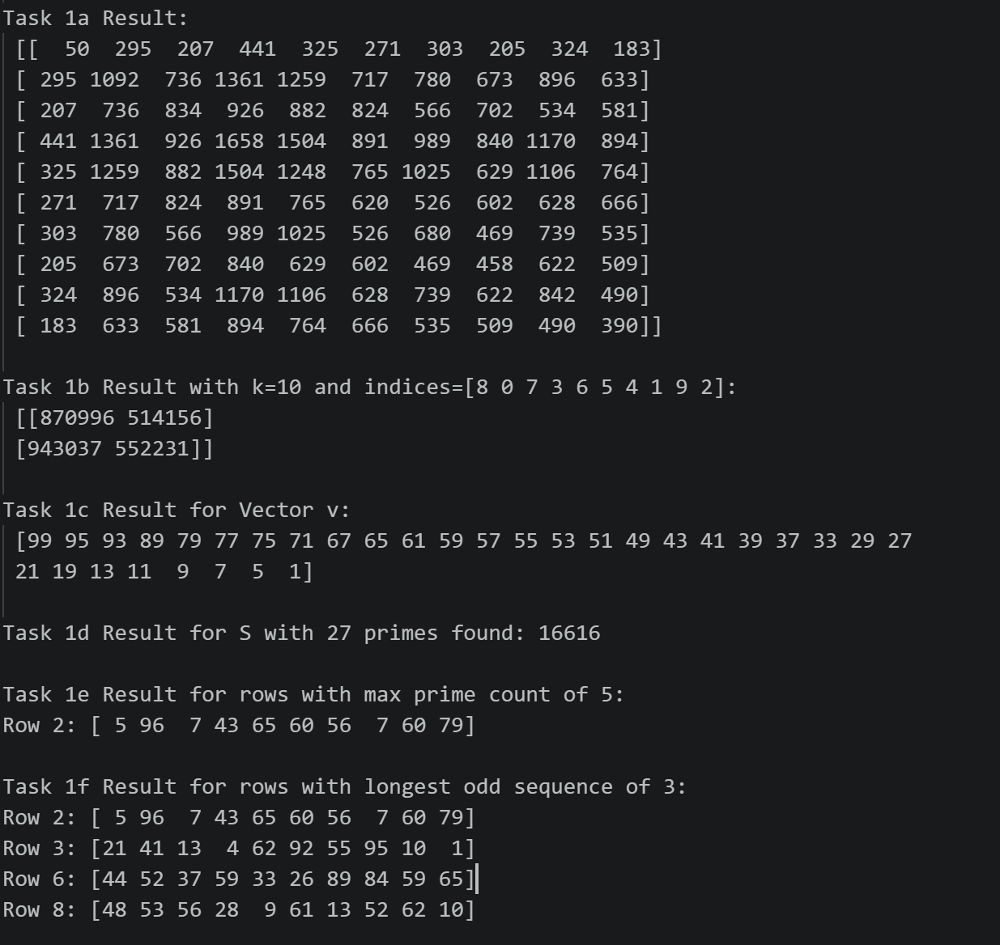 Task 1a Result:
[[  50  295  207  441  325  271  303  205  324  183]
[ 295 1092  736 1361 1259  717  780  673  896  633]
[ 207  736  834  926  882  824  566  702  534  581]
[ 441 1361  926 1658 1504  891  989  840 1170  894]
[ 325 1259  882 1504 1248  765 1025  629 1106  764]
[ 271  717  824  891  765  620  526  602  628  666]
[ 303  780  566  989 1025  526  680  469  739  535]
[ 205  673  702  840  629  602  469  458  622  509]
[ 324  896  534 1170 1106  628  739  622  842  490]
[ 183  633  581  894  764  666  535  509  490  390]]
Task 1b Result with k=10 and indices=[8 0 7 3 6 5 4 1 9 2]:
[[870996 514156]
[943037 552231]]
Task 1c Result for Vector v:
[99 95 93 89 79 77 75 71 67 65 61 59 57 55 53 51 49 43 41 39 37 33 29 27
21 19 13 11  9  7  5  1]
Task 1d Result for S with 27 primes found: 16616
Task 1e Result for rows with max prime count of 5:
Row 2: [ 5 96  7 43 65 60 56  7 60 79]
Task 1f Result for rows with longest odd sequence of 3:
Row 2: [ 5 96  7 43 65 60 56  7 60 79]
Row 3: [21 41 13  4 62 92 55 95 10  1]
Row 6: [44 52 37 59 33 26 89 84 59 65]
Row 8: [48 53 56 28  9 61 13 52 62 10]